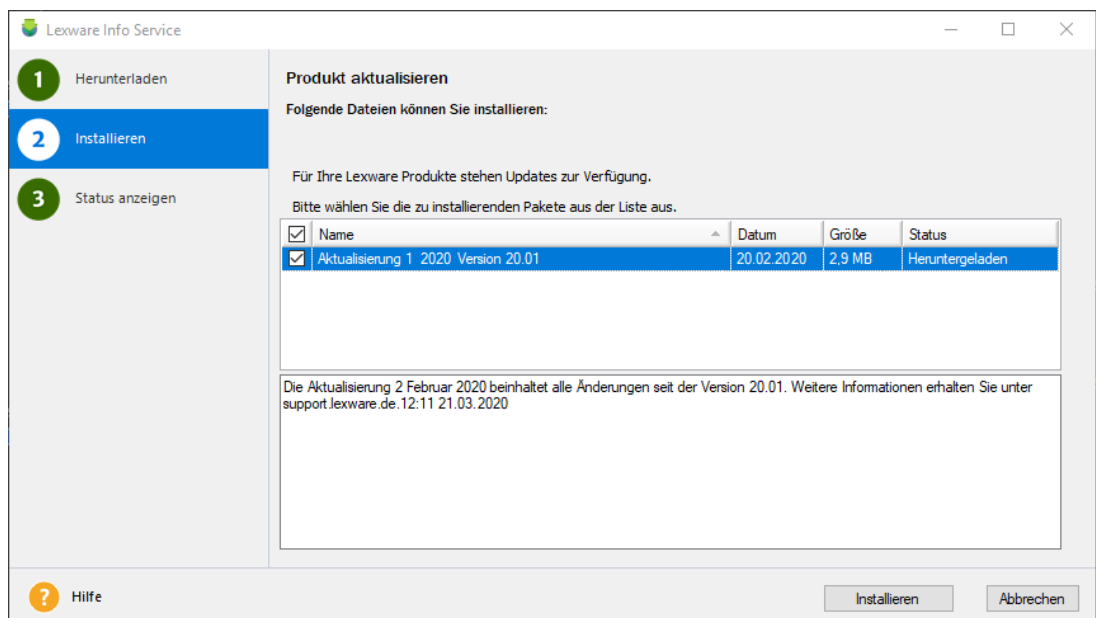 Lexware Info Service
1 Herunterladen
2 Installieren
3 Status anzeigen
Produkt aktualisieren
Folgende Dateien können Sie installieren:
Für Ihre Lexware Produkte stehen Updates zur Verfügung.
Bitte wählen Sie die zu installierenden Pakete aus der Liste aus.
Name Datum Größe Status
Aktualisierung 1 2020 Version 20.01 20.02.2020 2,9 MB Heruntergeladen
Die Aktualisierung 2 Februar 2020 beinhaltet alle Änderungen seit der Version 20.01. Weitere Informationen erhalten Sie unter
support.lexware.de.12:11 21.03.2020
? Hilfe
Installieren Abbrechen